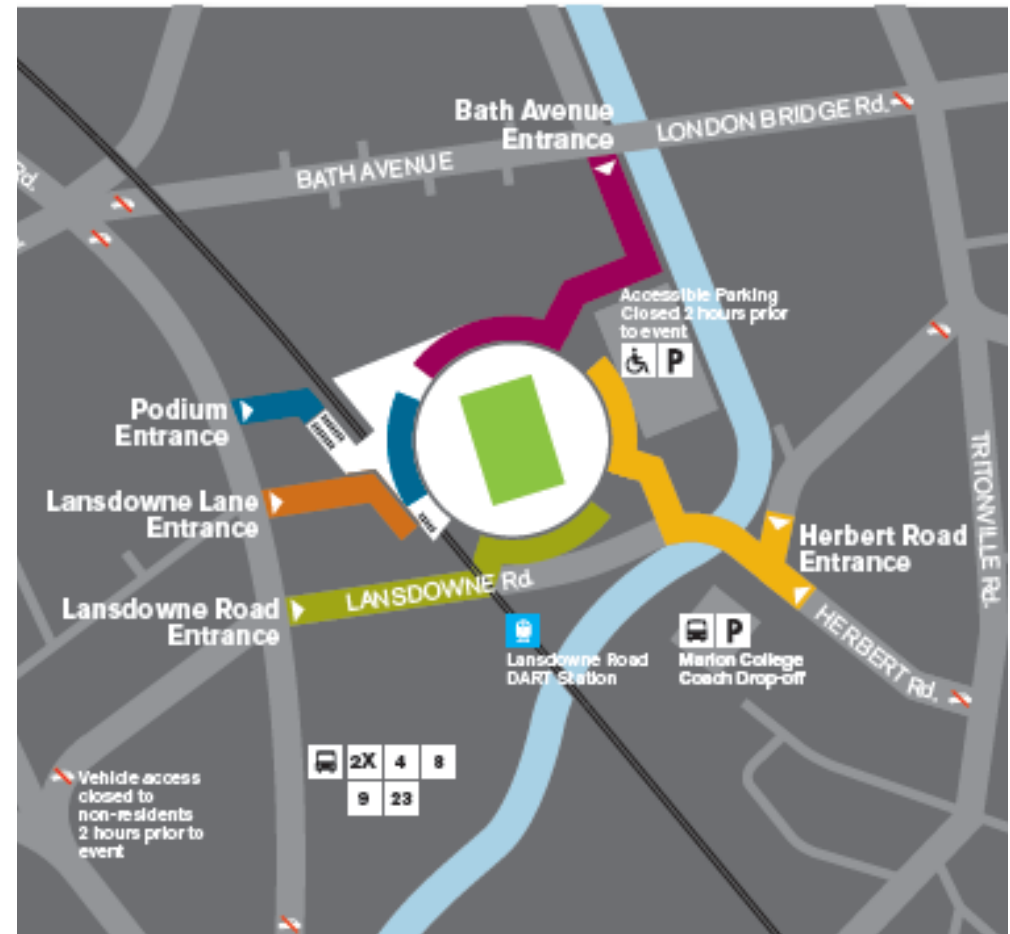 Bath Avenue
Entrance
LONDON BRIDGE Rd.
BATH AVENUE
Rd.
Accessible Parking
Closed 2 hours prior
to event
P
Podium
Entrance
Lansdowne Lane
Entrance
TRITONVILLE Rd.
Herbert Road
Entrance
Lansdowne Road
Entrance
LANSDOWNE Rd.
HERBERT Rd.
P
Lansdowne Road
DART Station
Marion College
Coach Drop-off
2X 4 8
9 23
Vehicle access
closed to
non-residents
2 hours prior to
event